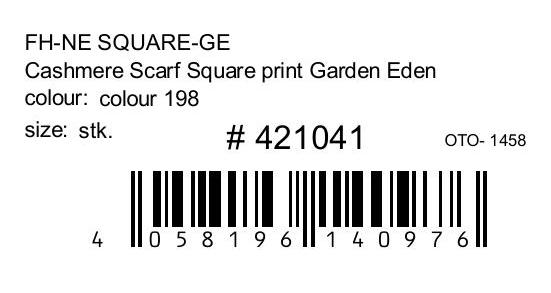 FH-NE SQUARE-GE
Cashmere Scarf Square print Garden Eden
colour: colour 198
size: stk.
# 421041
OTO- 1458
4 058196 140976